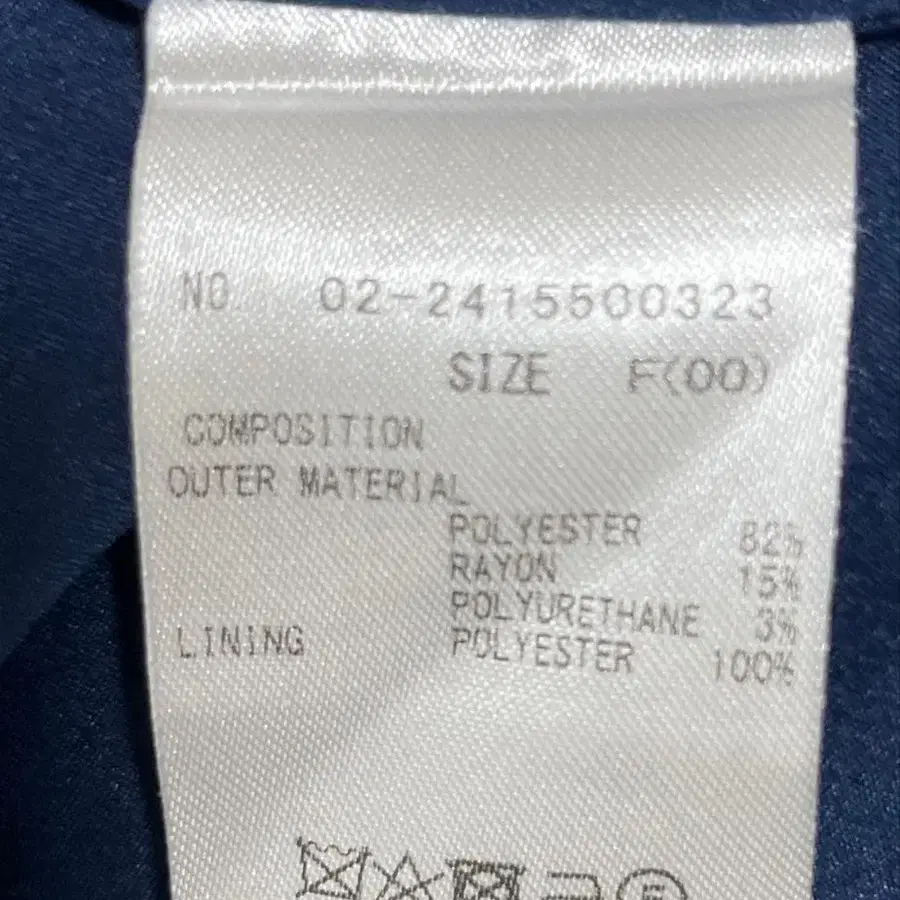 NO. 02-2415500323
SIZE F(00)
COMPOSITION
OUTER MATERIAL
POLYESTER 82%
RAYON 15%
POLYURETHANE 3%
LINING POLYESTER 100%